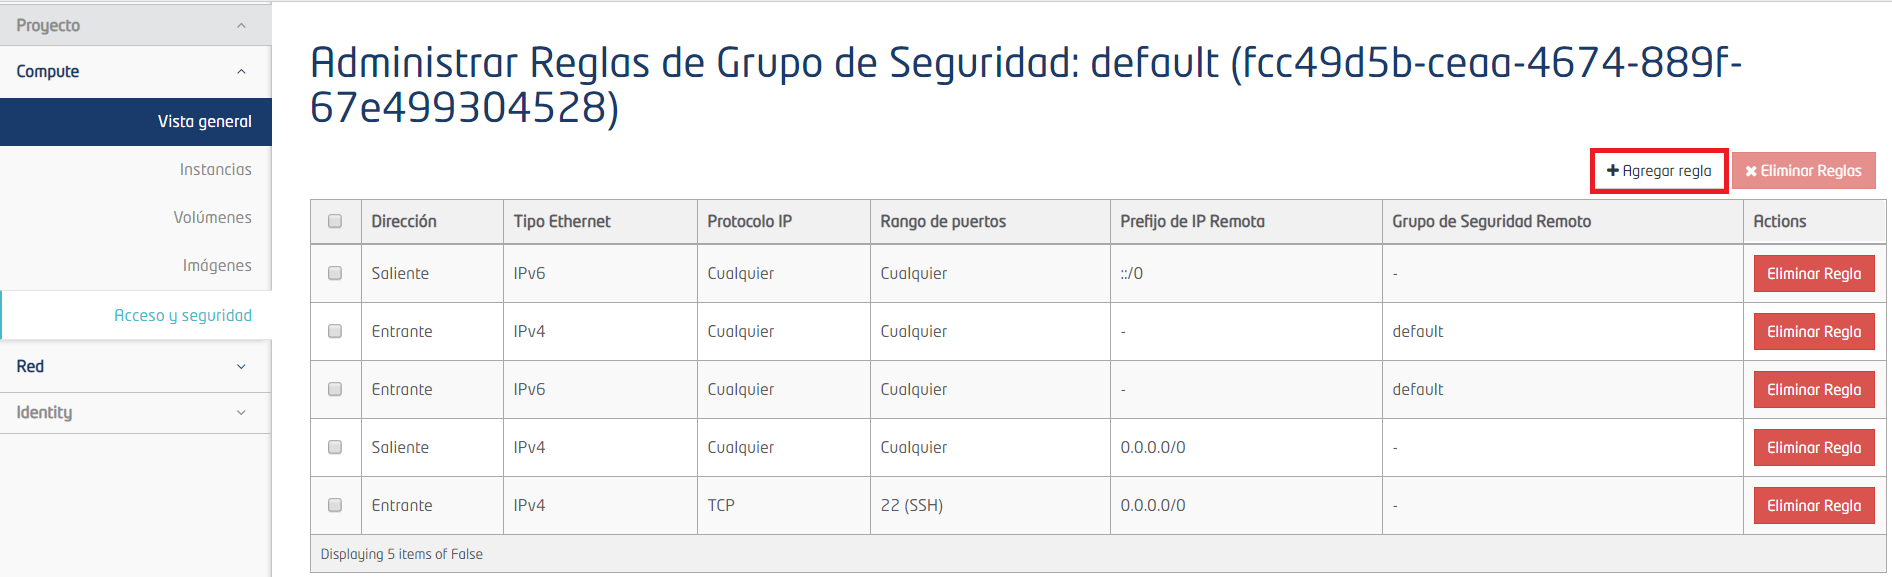 Proyecto
Compute
Vista general
Instancias
Volúmenes
Imágenes
Acceso y seguridad
Red
Identity
Administrar Reglas de Grupo de Seguridad: default (fcc49d5b-ceaa-4674-889f-
67e499304528)
Agregar regla Eliminar Reglas
Dirección Tipo Ethernet Protocolo IP Rango de puertos Prefijo de IP Remota Grupo de Seguridad Remoto Actions
Saliente IPv6 Cualquier Cualquier ::/0 - Eliminar Regla
Entrante IPv4 Cualquier Cualquier - default Eliminar Regla
Entrante IPv6 Cualquier Cualquier - default Eliminar Regla
Saliente IPv4 Cualquier Cualquier 0.0.0.0/0 - Eliminar Regla
Entrante IPv4 TCP 22 (SSH) 0.0.0.0/0 - Eliminar Regla
Displaying 5 items of False